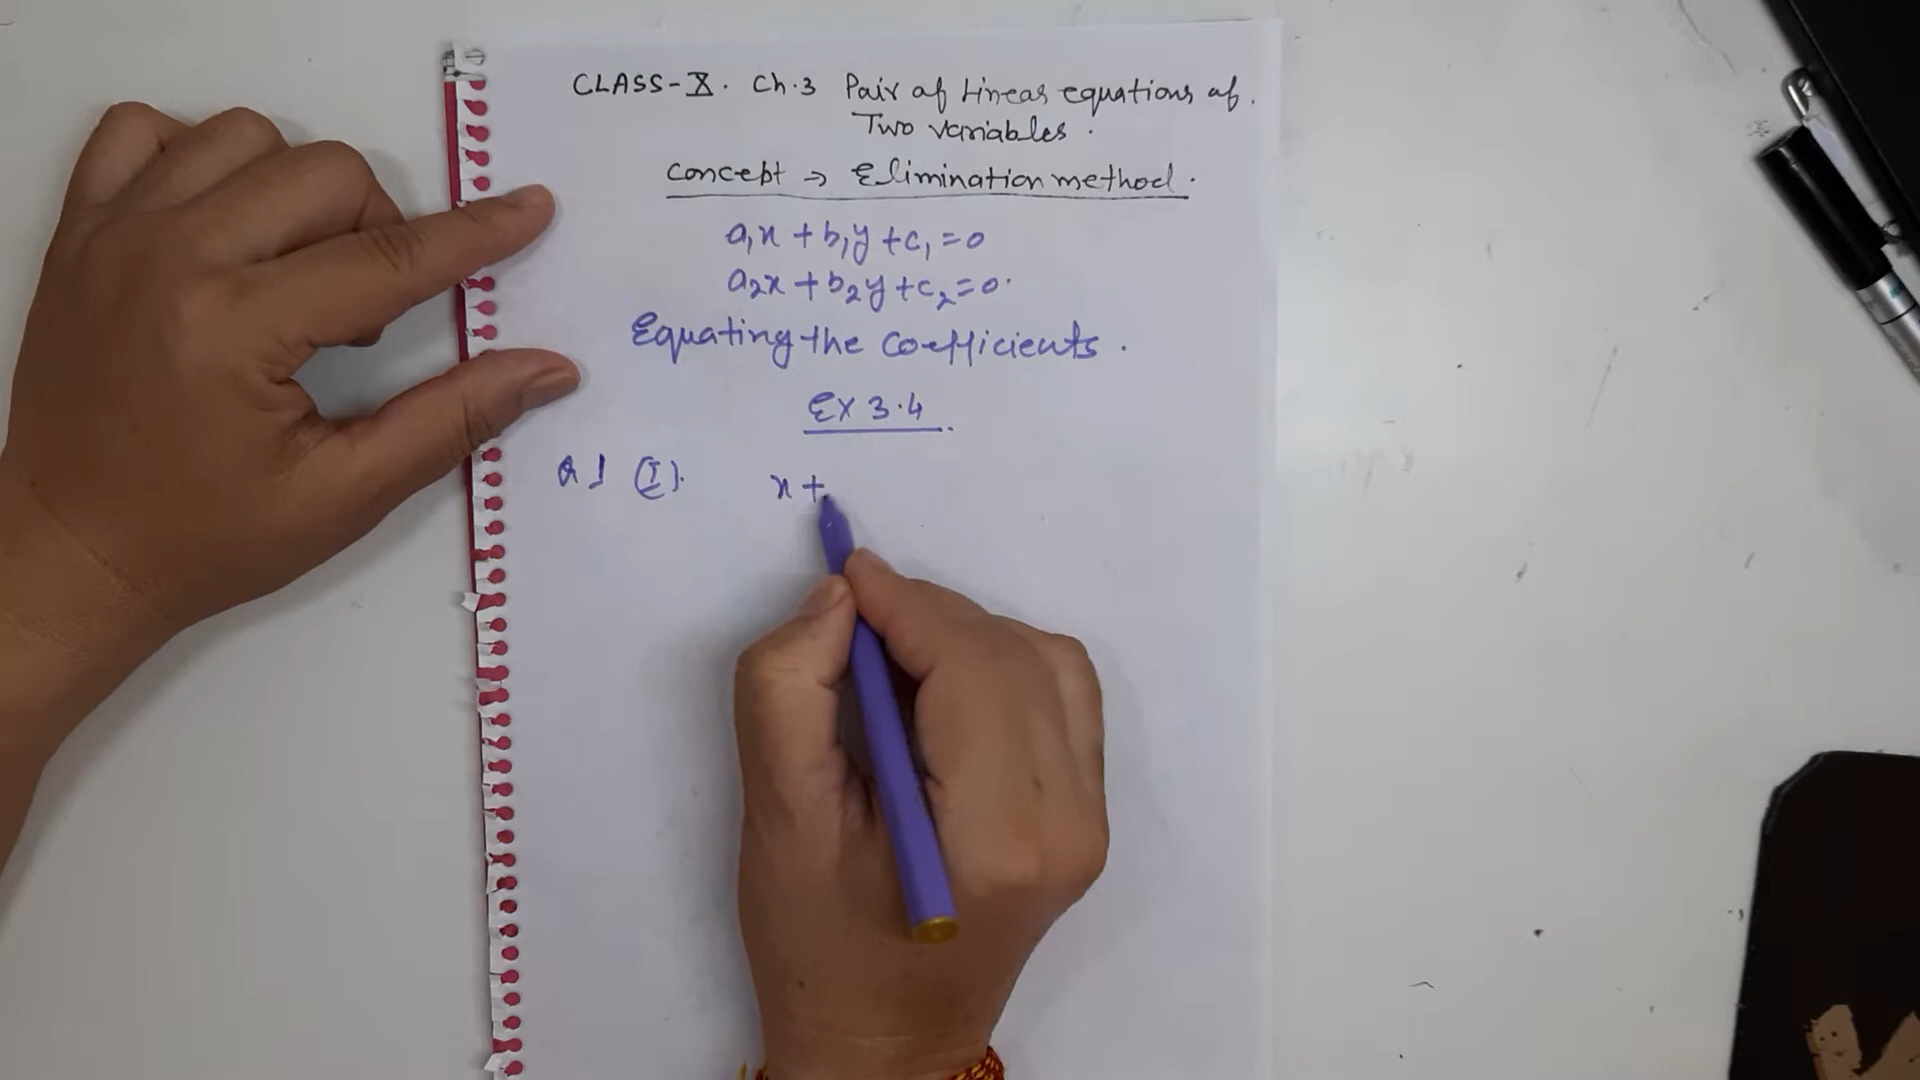 CLASS-X. Ch.3 Pair of Linear equations of.
Two variables.
Concept → Elimination method.
a₁x + b₁y + c₁ = 0
a₂x + b₂y + c₂ = 0.
Equating the coefficients.
EX 3.4
Q1 (I). x +